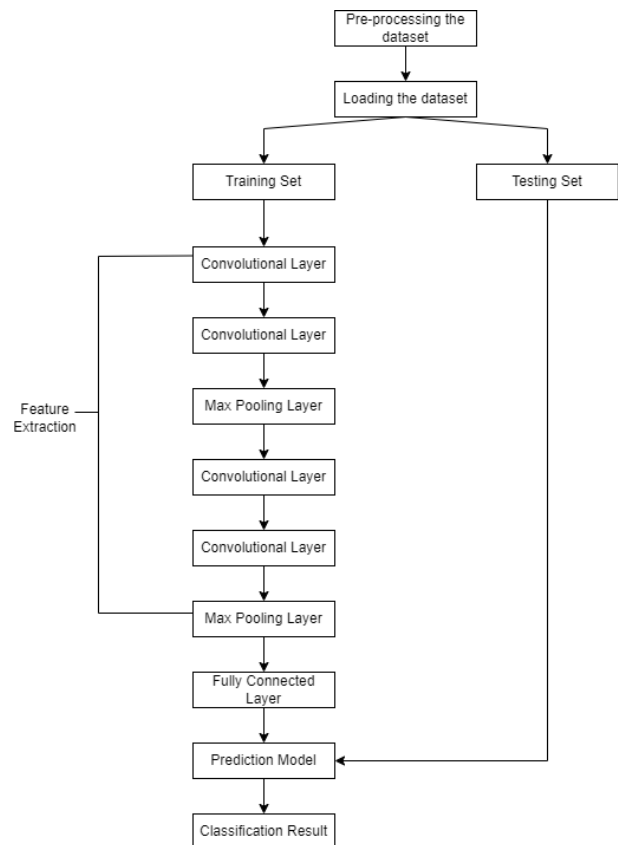 Pre-processing the
dataset
Loading the dataset
Training Set
Testing Set
Convolutional Layer
Convolutional Layer
Max Pooling Layer
Feature
Extraction
Convolutional Layer
Convolutional Layer
Max Pooling Layer
Fully Connected
Layer
Prediction Model
Classification Result